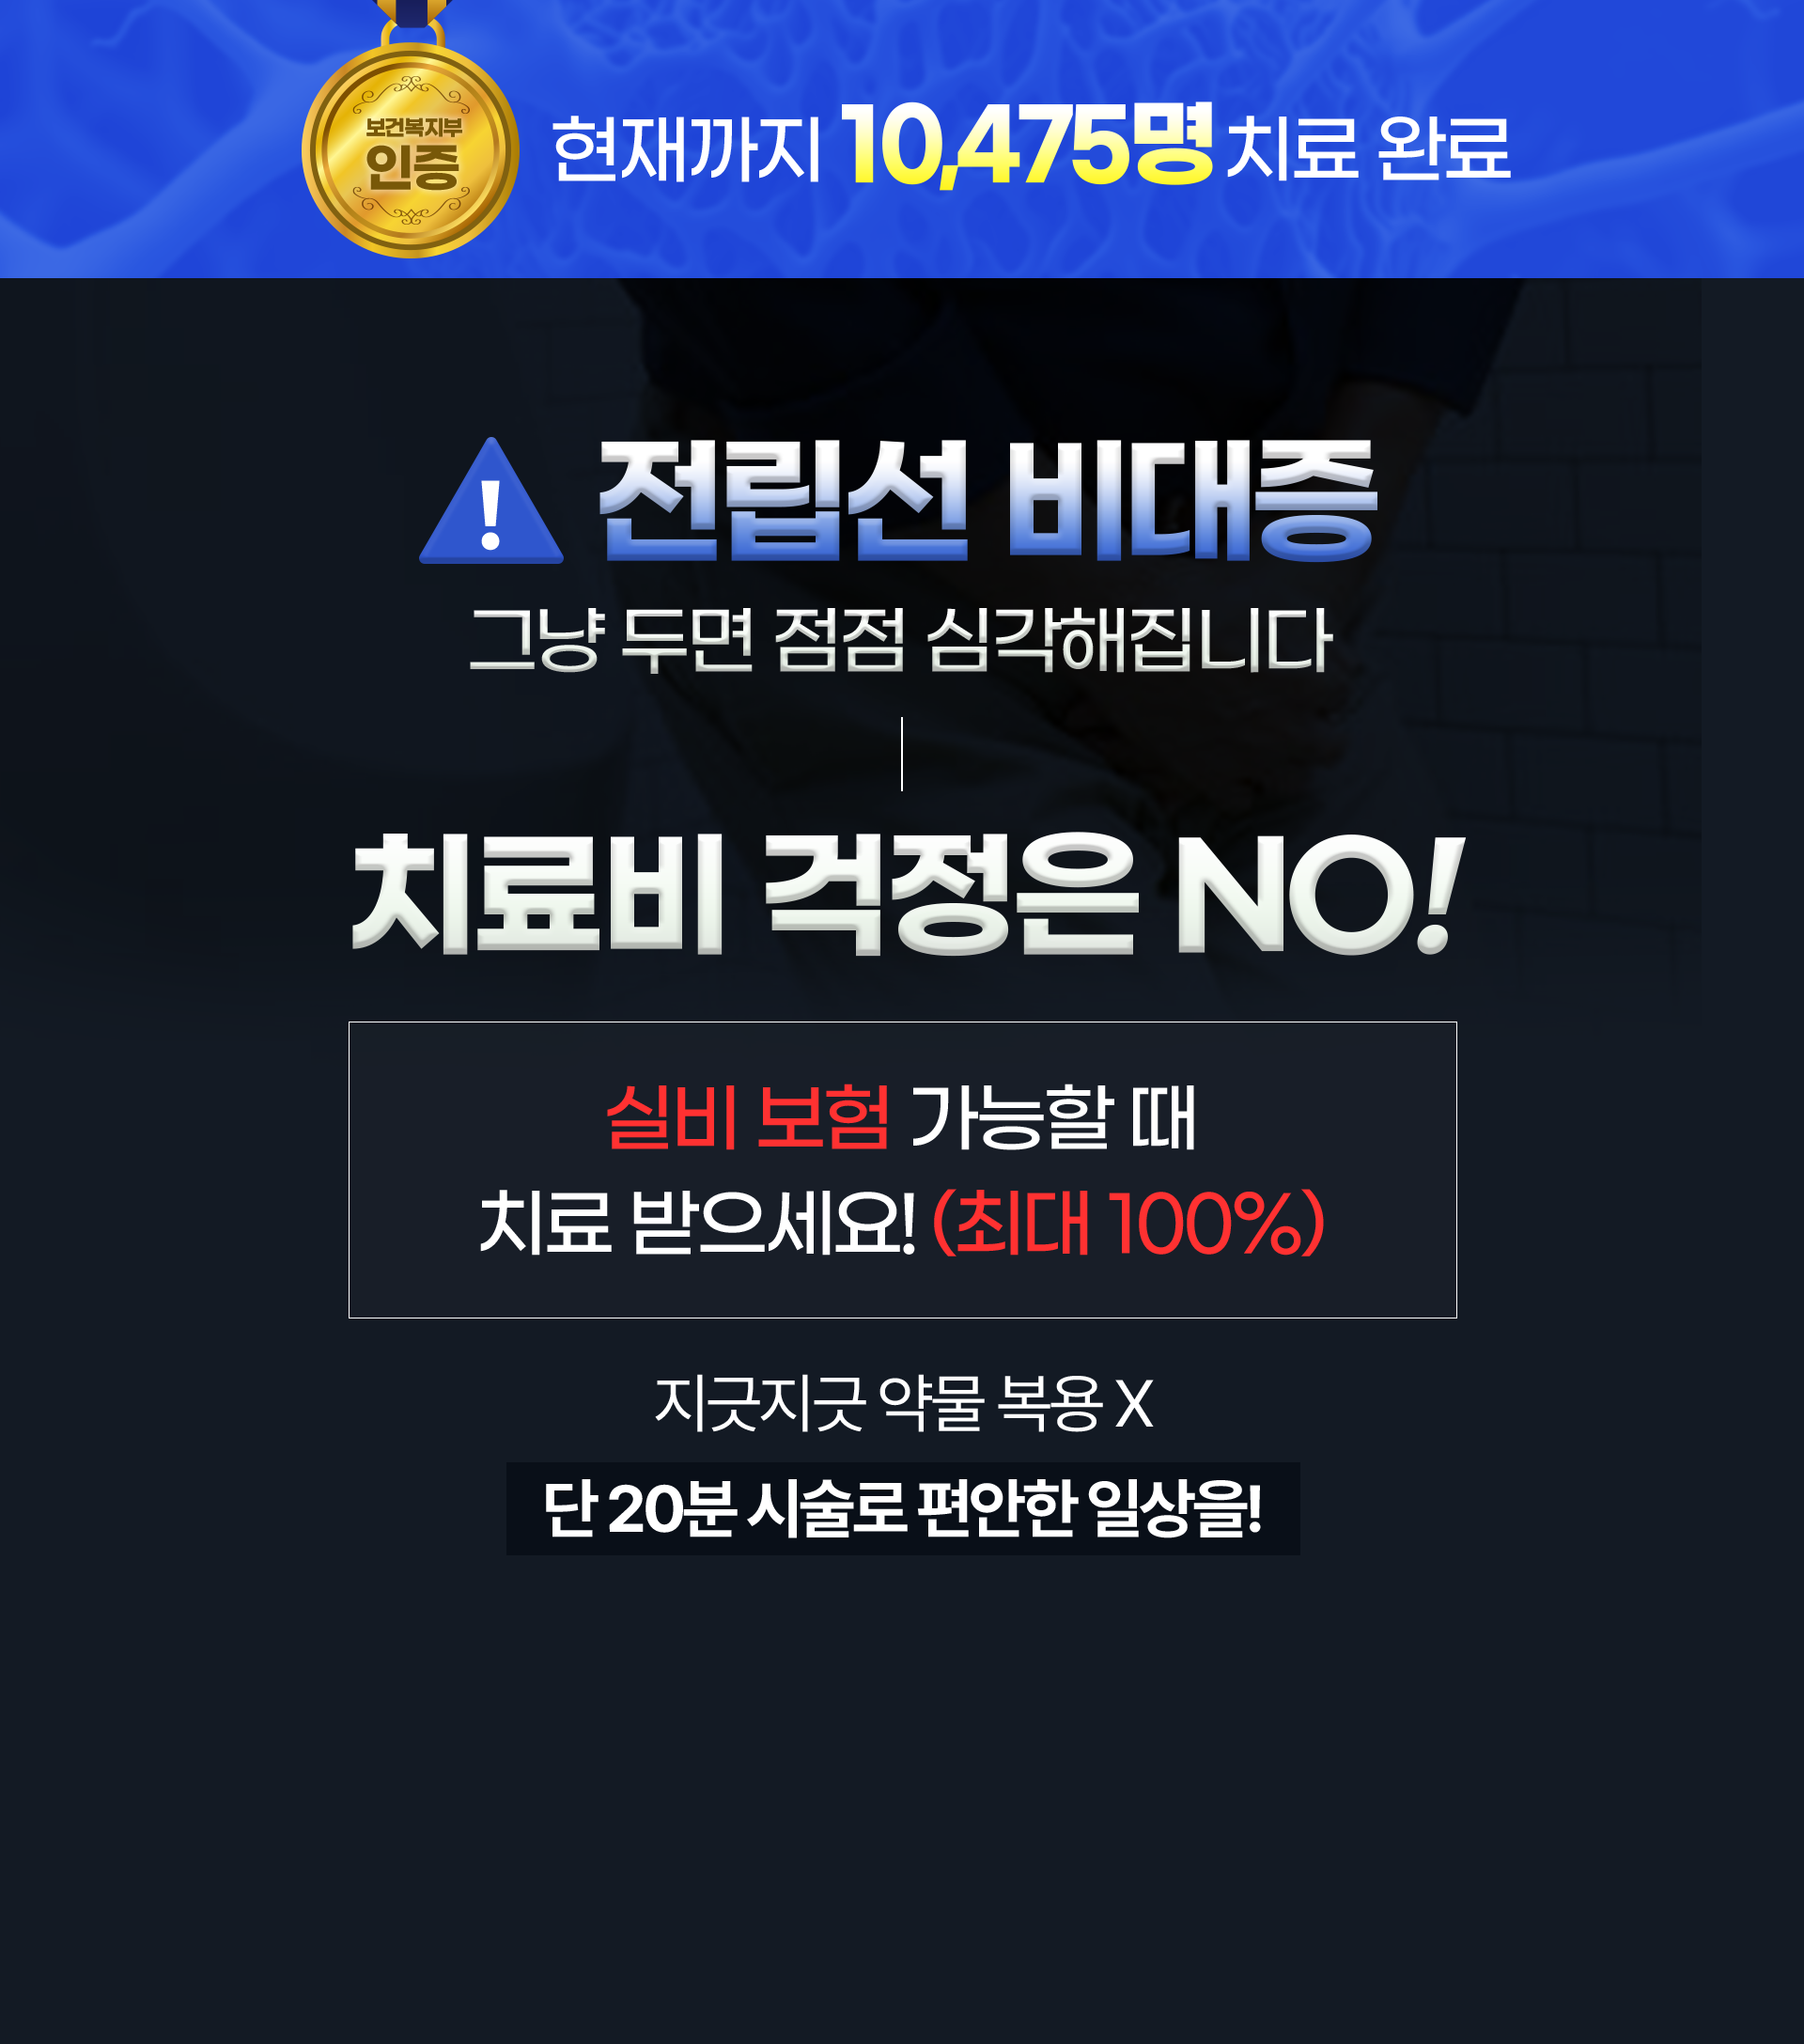 보건복지부
인증
현재까지 10,475명 치료 완료
전립선 비대증
그냥 두면 점점 심각해집니다
치료비 걱정은 NO!
실비 보험 가능할 때
치료 받으세요! (최대 100%)
지긋지긋 약물 복용 X
단 20분 시술로 편안한 일상을!